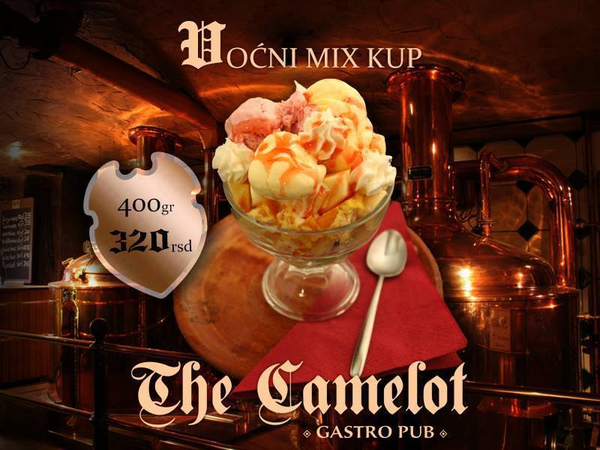 VOĆNI MIX KUP
400gr
320rsd
The Camelot
GASTRO PUB